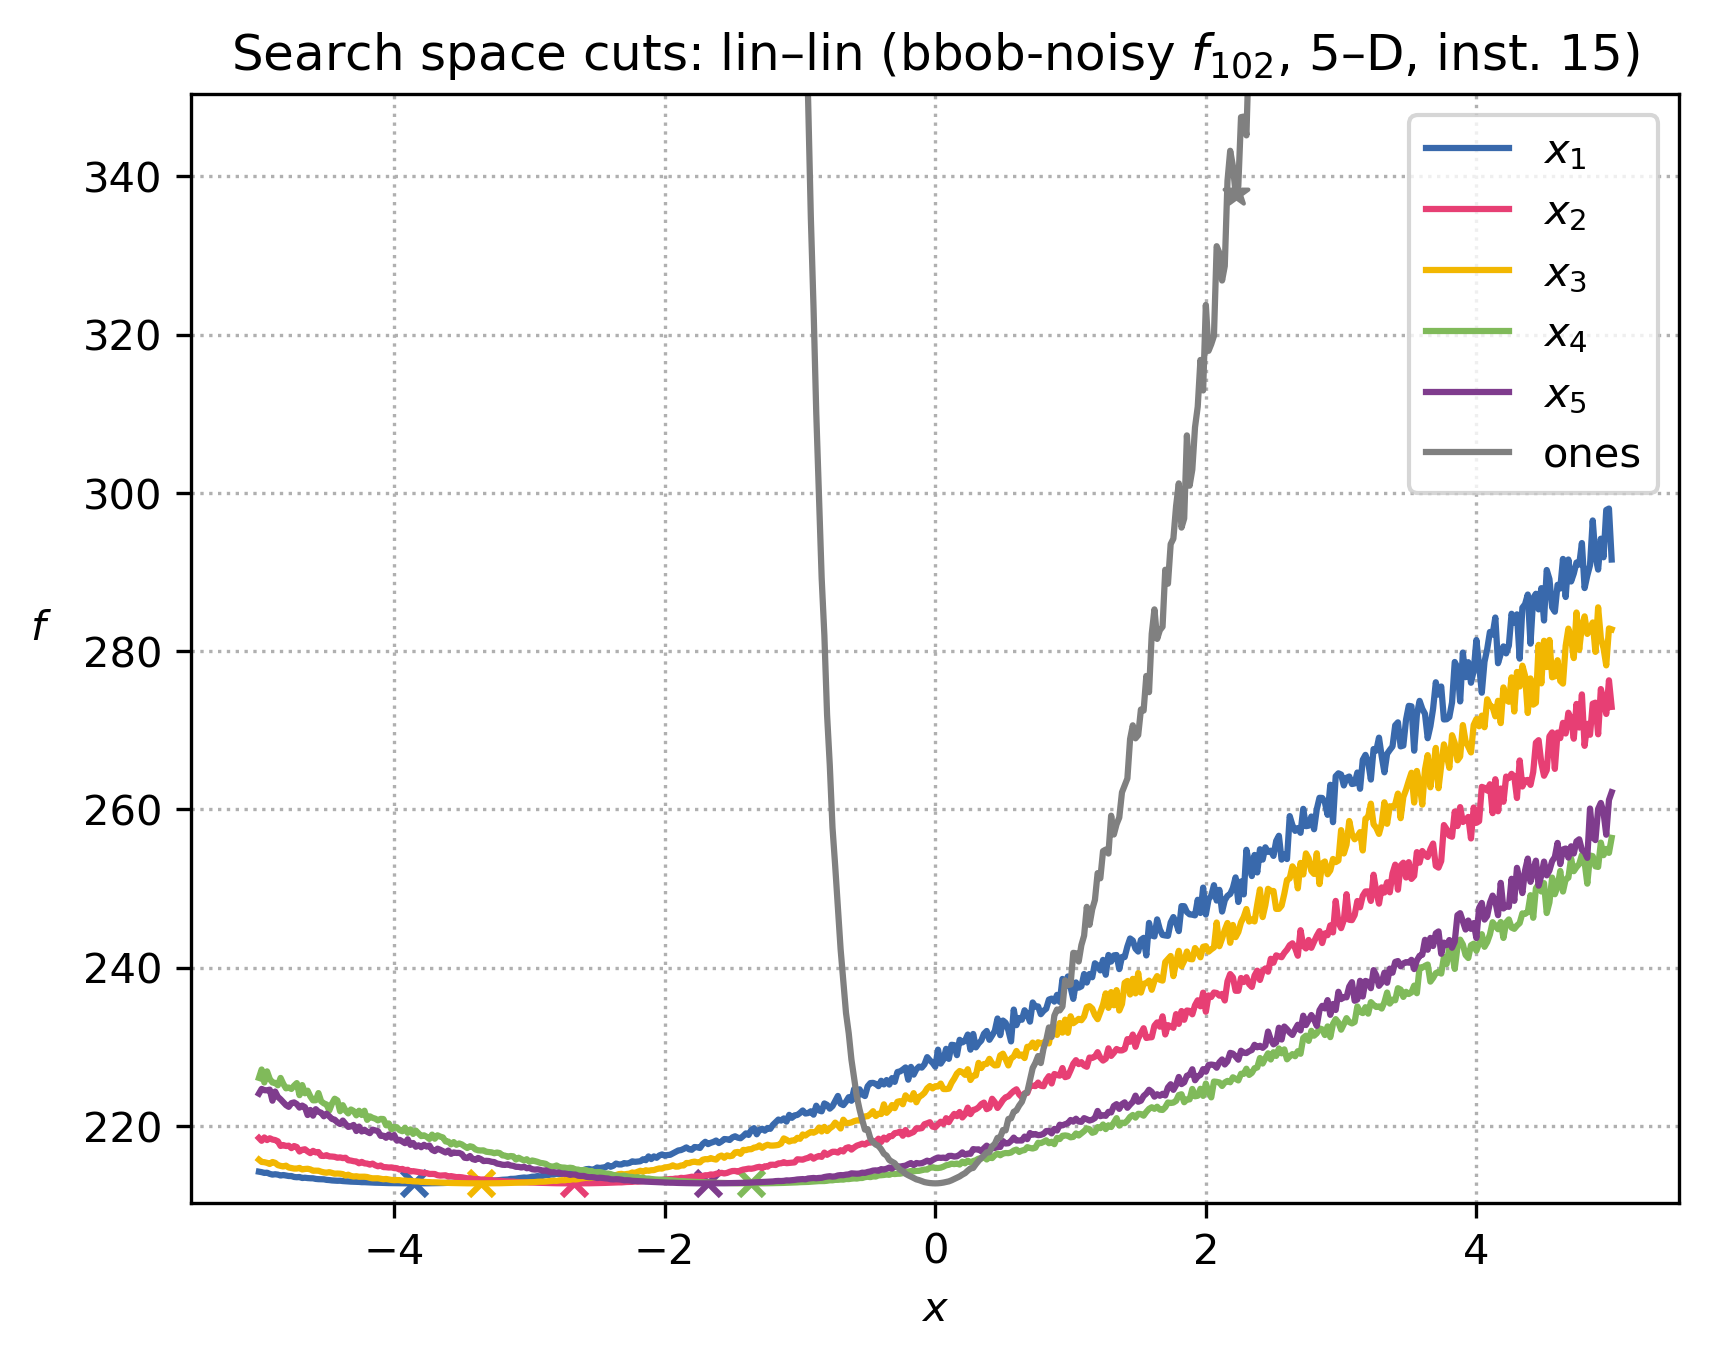 Search space cuts: lin–lin (bbob-noisy f₁₀₂, 5–D, inst. 15)
340
320
300
280
260
240
220
f
−4
−2
0
2
4
x
x₁
x₂
x₃
x₄
x₅
ones